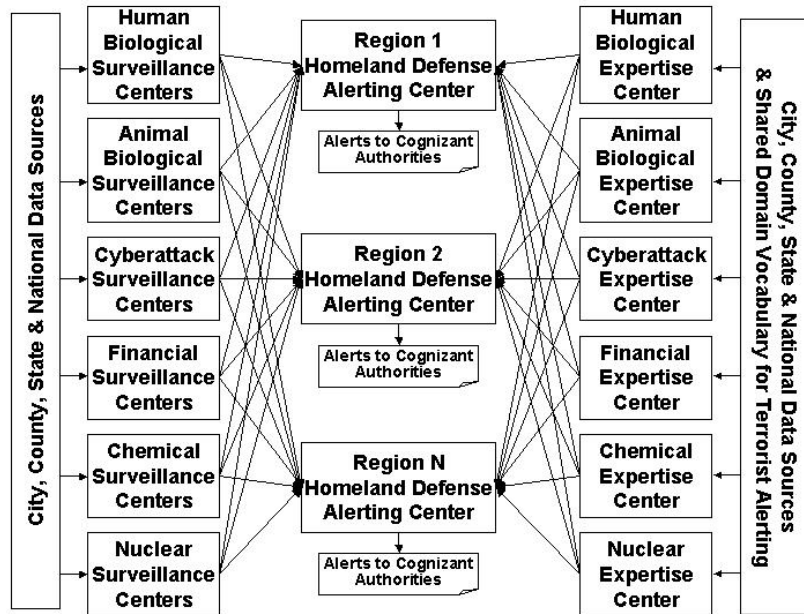 City, County, State & National Data Sources
Human
Biological
Surveillance
Centers
Animal
Biological
Surveillance
Centers
Cyberattack
Surveillance
Centers
Financial
Surveillance
Centers
Chemical
Surveillance
Centers
Nuclear
Surveillance
Centers
Region 1
Homeland Defense
Alerting Center
Alerts to Cognizant
Authorities
Region 2
Homeland Defense
Alerting Center
Alerts to Cognizant
Authorities
Region N
Homeland Defense
Alerting Center
Alerts to Cognizant
Authorities
Human
Biological
Expertise
Center
Animal
Biological
Expertise
Center
Cyberattack
Expertise
Center
Financial
Expertise
Center
Chemical
Expertise
Center
Nuclear
Expertise
Center
City, County, State & National Data Sources
& Shared Domain Vocabulary for Terrorist Alerting